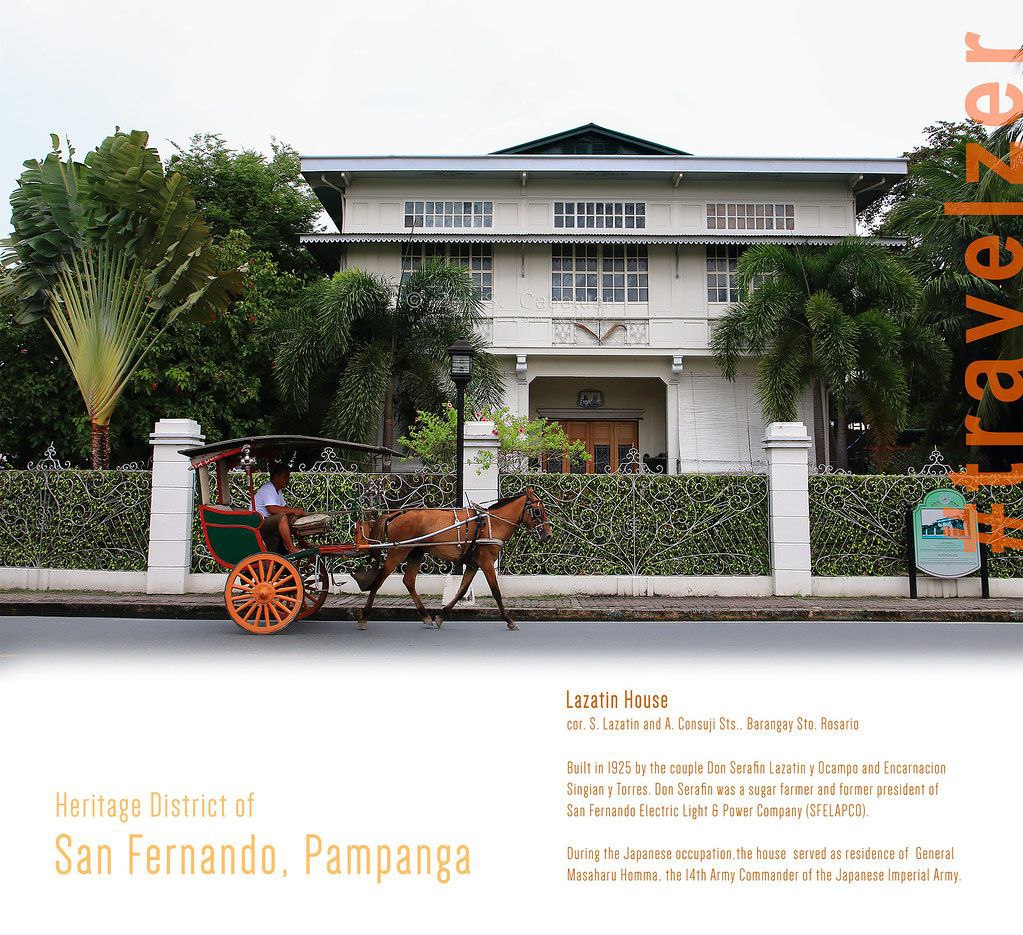 #travelzer
Lazatin House
cor. S. Lazatin and A. Consuji Sts., Barangay Sto. Rosario
Built in 1925 by the couple Don Serafin Lazatin y Ocampo and Encarnacion
Singian y Torres. Don Serafin was a sugar farmer and former president of
San Fernando Electric Light & Power Company (SFELAPCO).
During the Japanese occupation.the house served as residence of General
Masaharu Homma, the 14th Army Commander of the Japanese Imperial Army.
Heritage District of
San Fernando, Pampanga